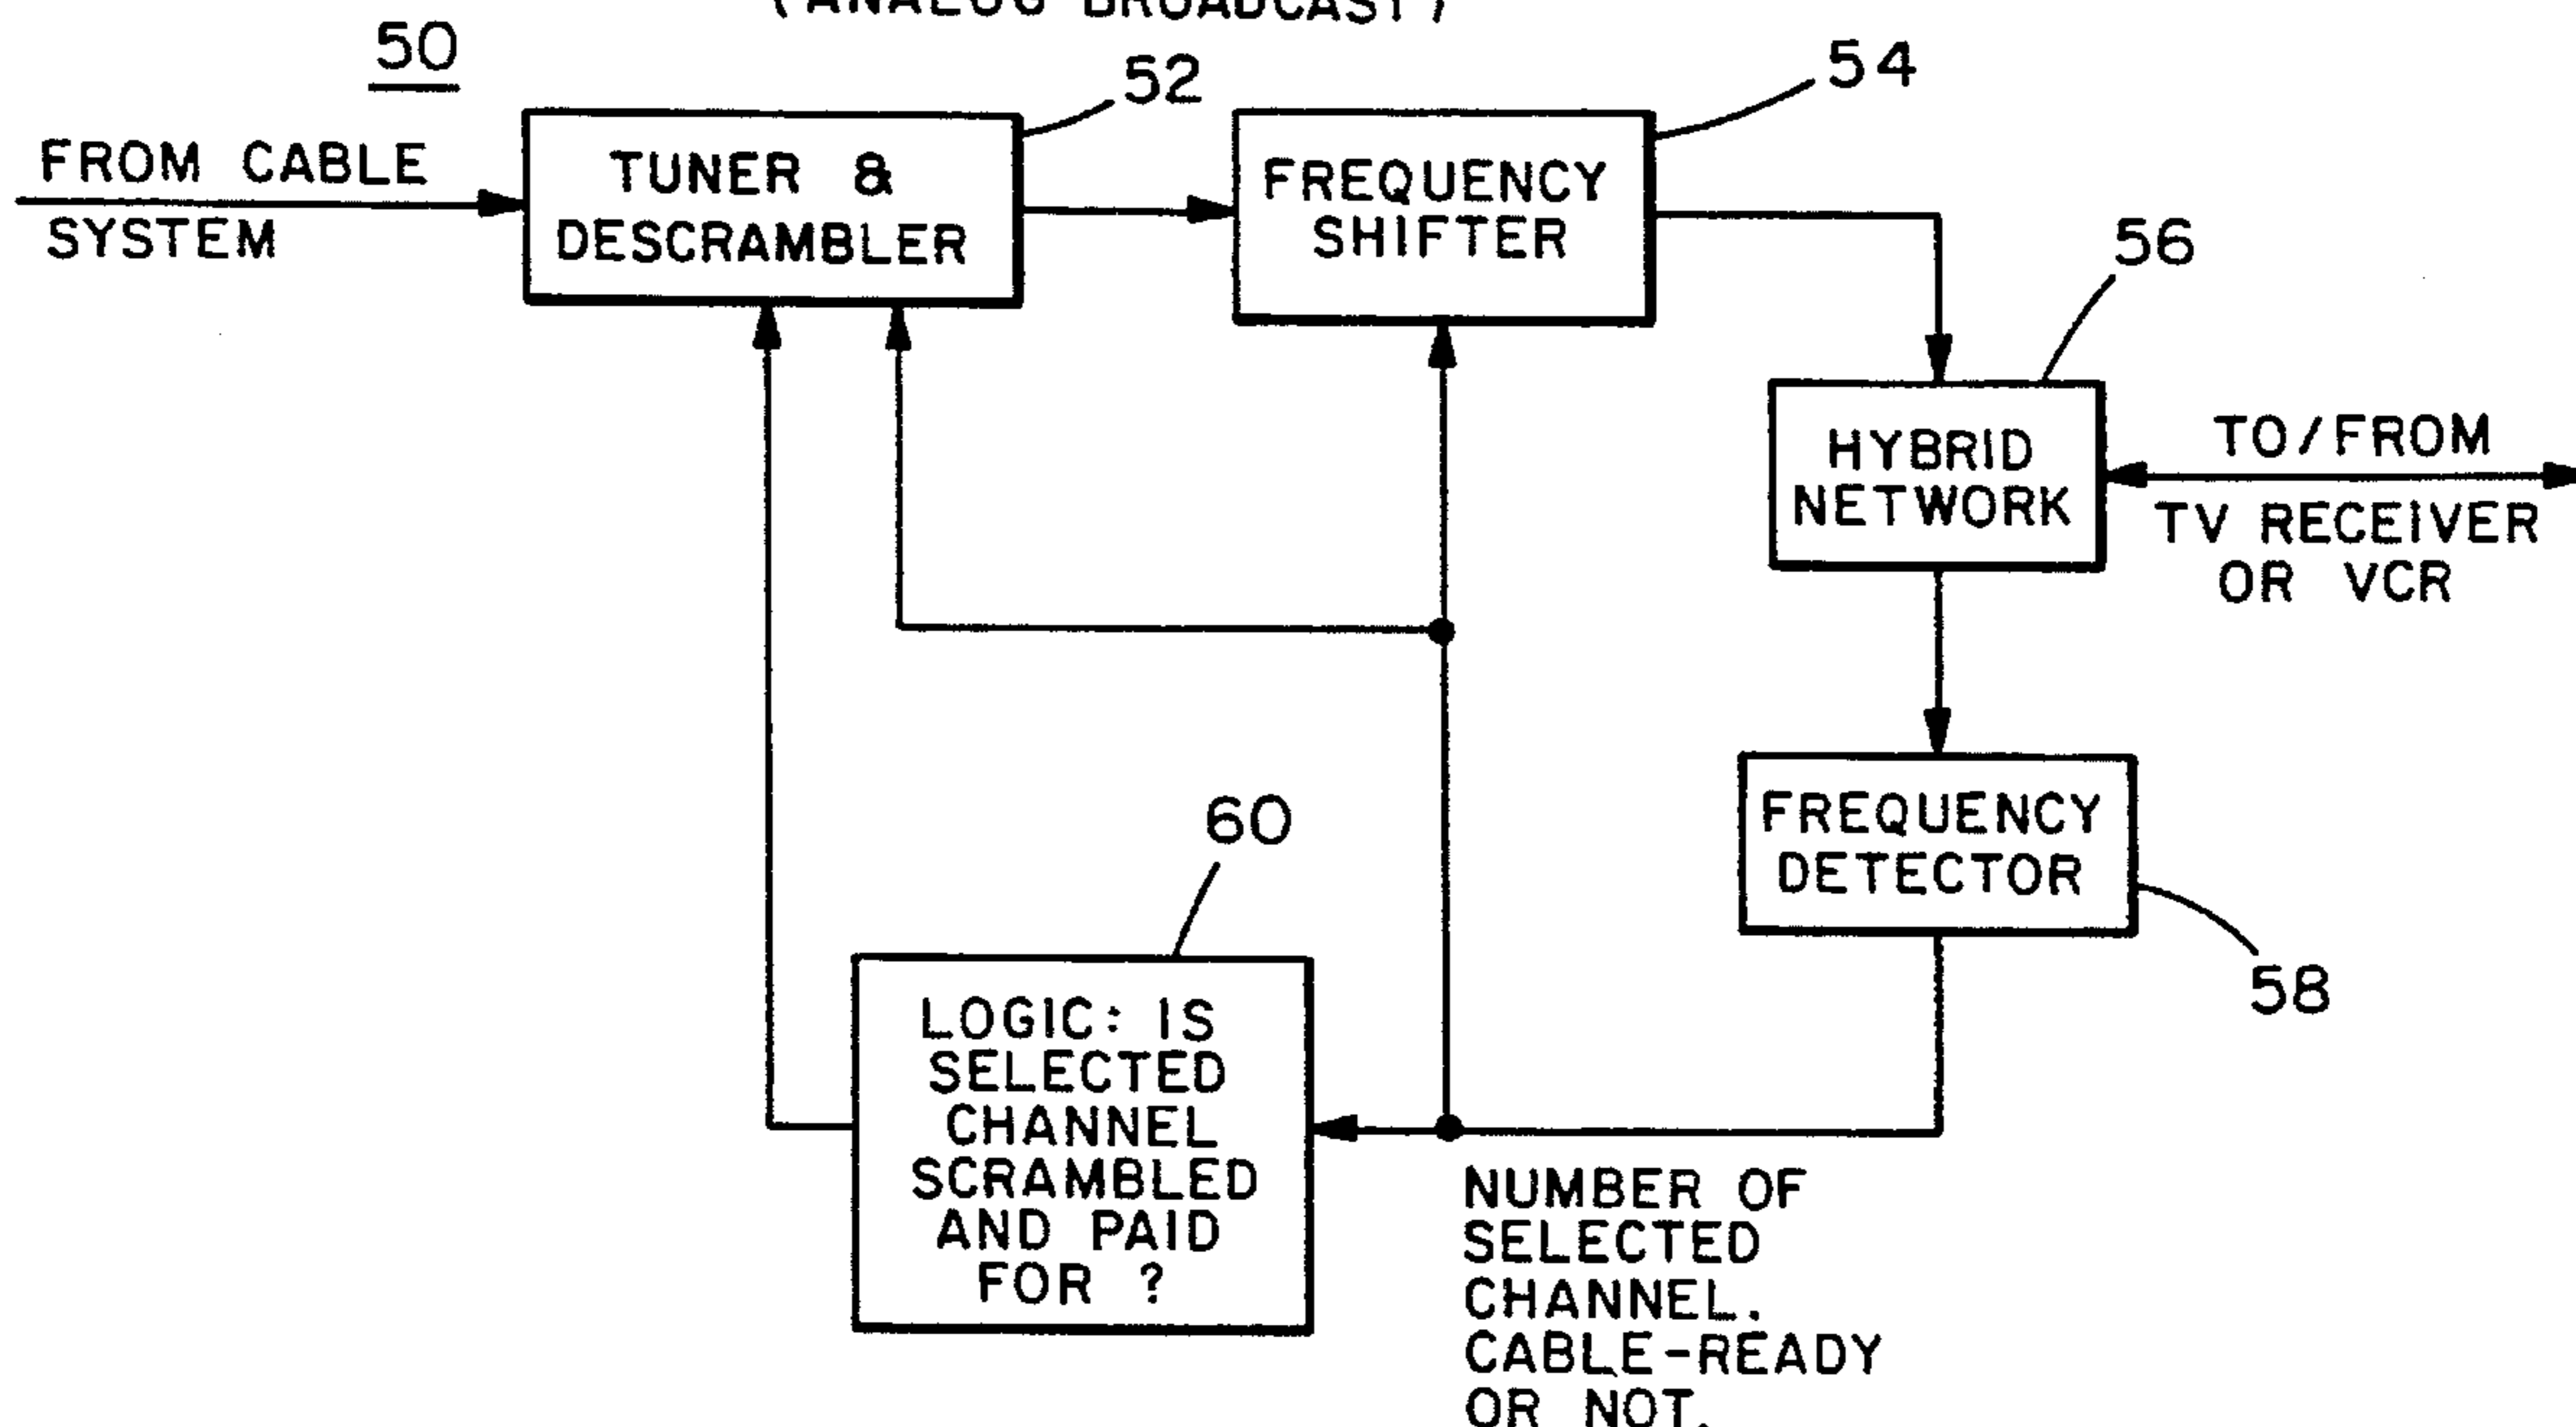 (ANALOG BROADCAST)
50
52
54
FROM CABLE
SYSTEM
TUNER &
DESCRAMBLER
FREQUENCY
SHIFTER
56
HYBRID
NETWORK
TO/FROM
TV RECEIVER
OR VCR
FREQUENCY
DETECTOR
58
60
LOGIC: IS
SELECTED
CHANNEL
SCRAMBLED
AND PAID
FOR ?
NUMBER OF
SELECTED
CHANNEL.
CABLE-READY
OR NOT.